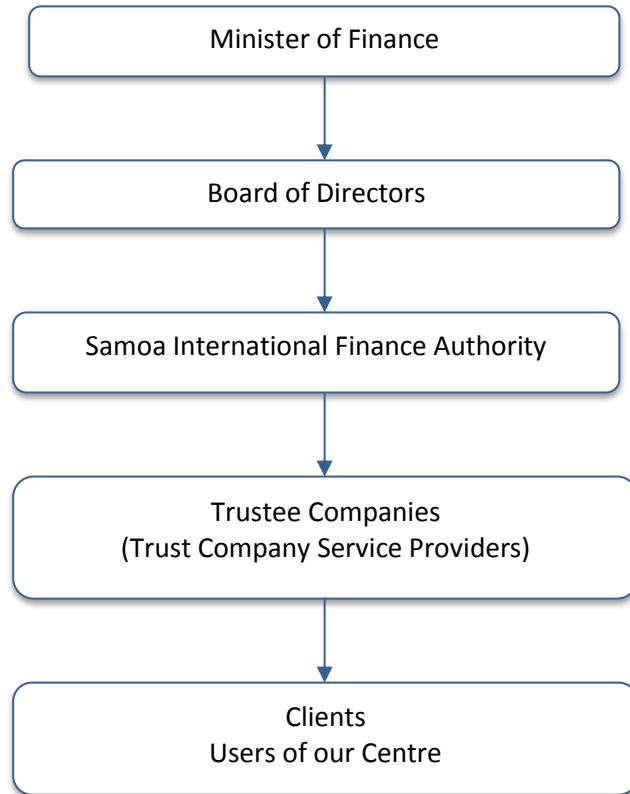 Minister of Finance
Board of Directors
Samoa International Finance Authority
Trustee Companies
(Trust Company Service Providers)
Clients
Users of our Centre